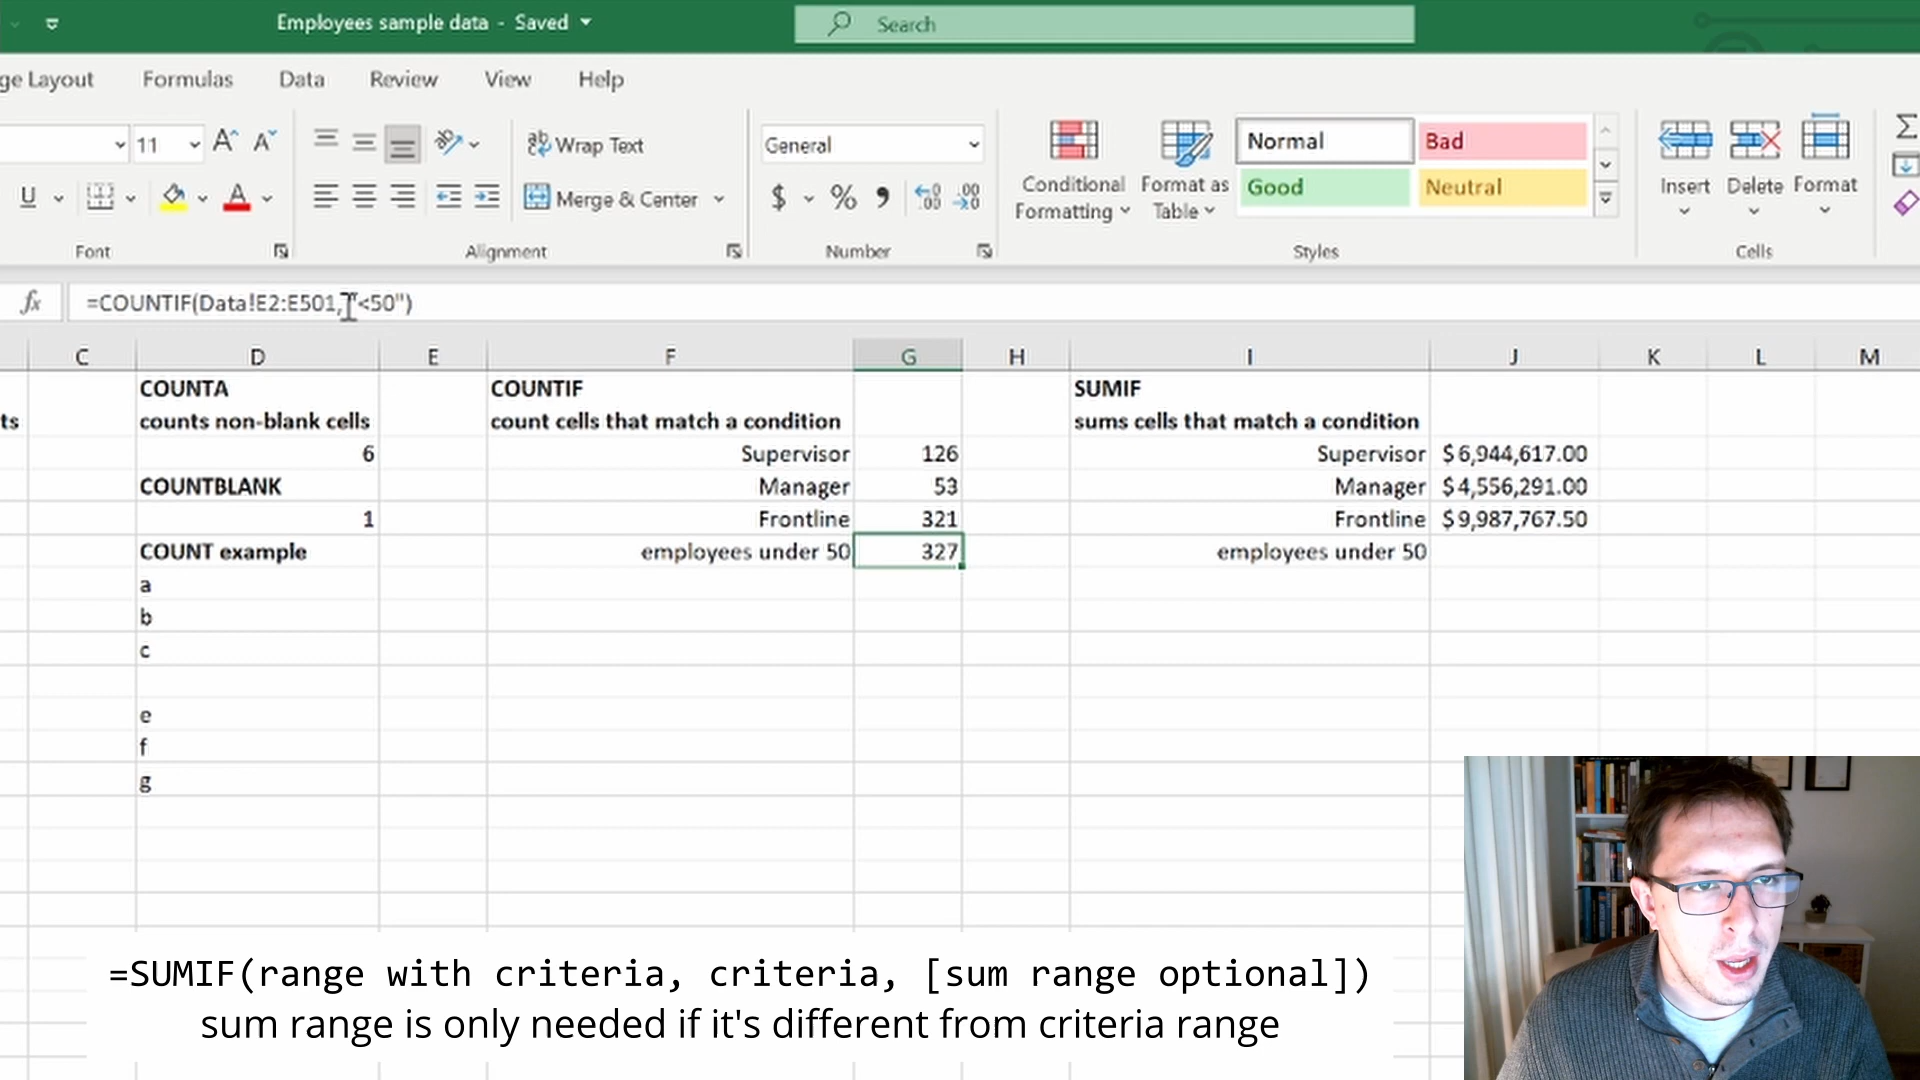 Employees sample data - Saved
Search
ge Layout
Formulas
Data
Review
View
Help
11
Wrap Text
General
Conditional Formatting
Format as Table
Normal
Bad
Good
Neutral
Insert
Delete
Format
U
Merge & Center
$ % ,
Font
Alignment
Number
Styles
Cells
fx
=COUNTIF(Data!E2:E501, "<50")
C D E F G H I J K L M
COUNTA
COUNTIF
SUMIF
ts
counts non-blank cells
count cells that match a condition
sums cells that match a condition
6
Supervisor
126
Supervisor
$ 6,944,617.00
COUNTBLANK
Manager
53
Manager
$ 4,556,291.00
1
Frontline
321
Frontline
$ 9,987,767.50
COUNT example
employees under 50
327
employees under 50
a
b
c
e
f
g
=SUMIF(range with criteria, criteria, [sum range optional])
sum range is only needed if it's different from criteria range